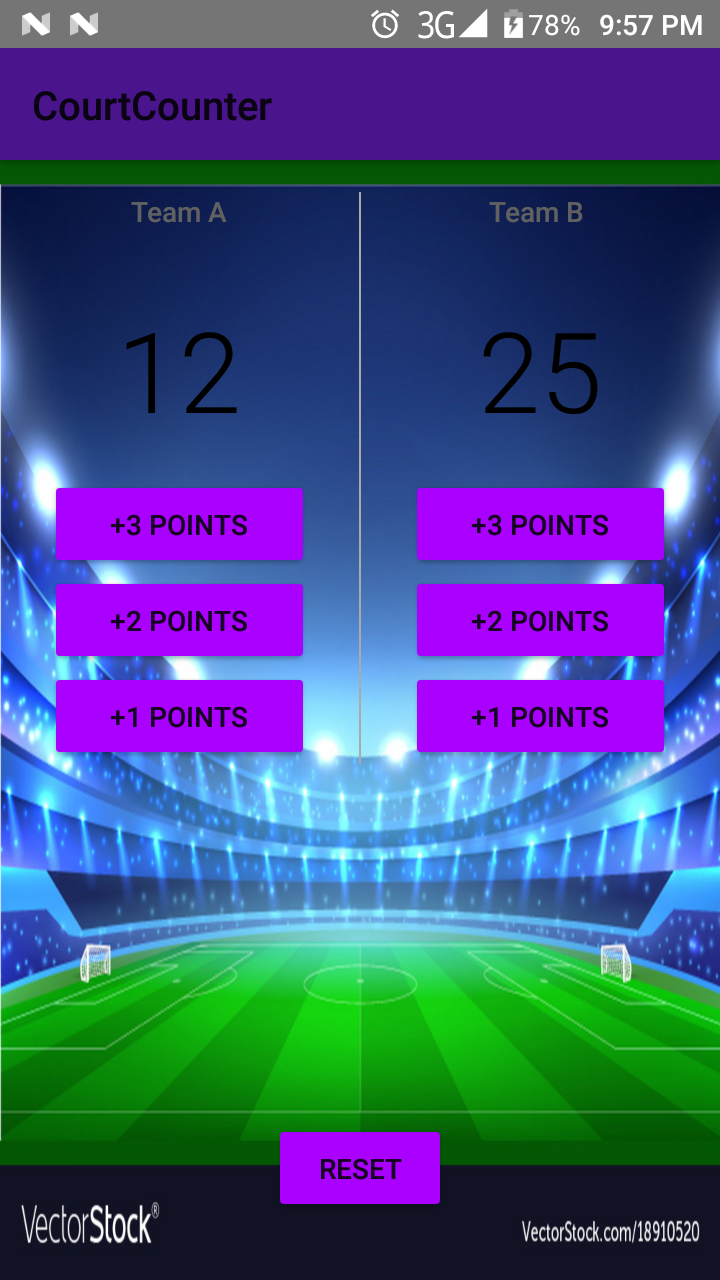 3G 78% 9:57 PM
CourtCounter
Team A Team B
12 25
+3 POINTS +3 POINTS
+2 POINTS +2 POINTS
+1 POINTS +1 POINTS
RESET
VectorStock®
VectorStock.com/18910520